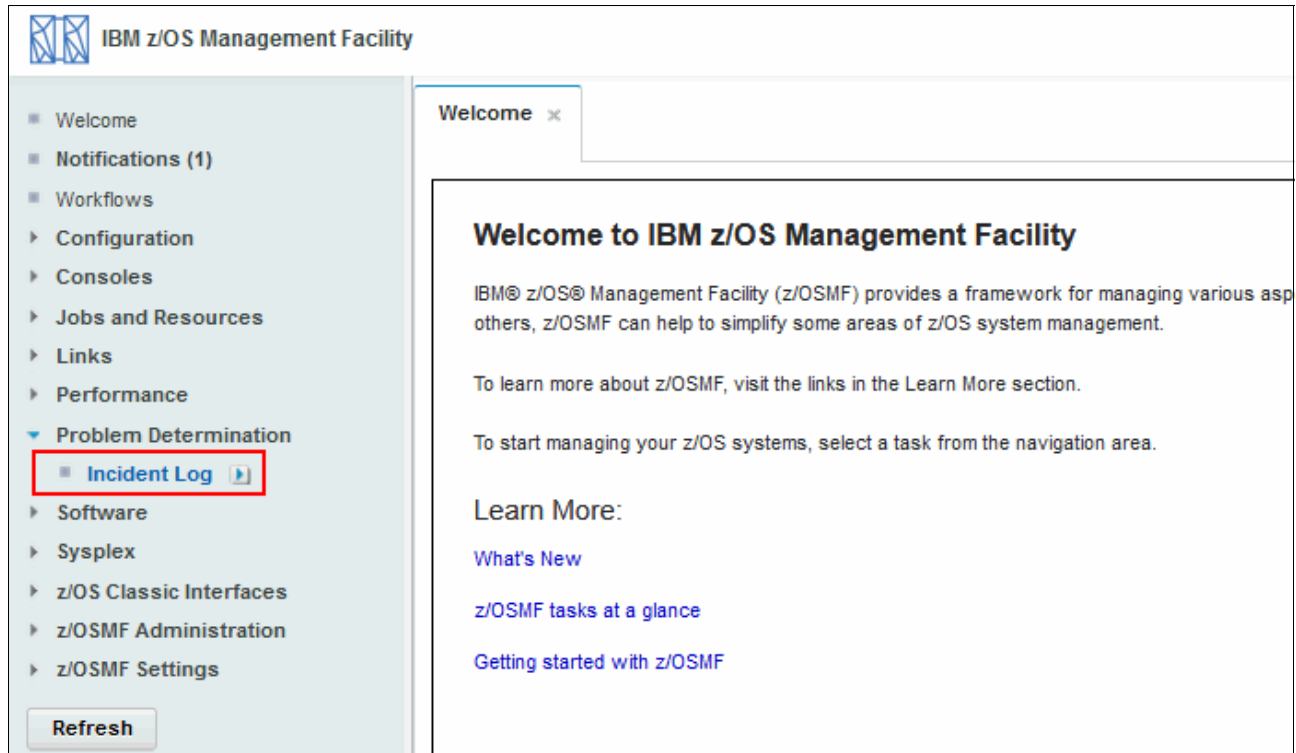 IBM z/OS Management Facility
Welcome
Notifications (1)
Workflows
Configuration
Consoles
Jobs and Resources
Links
Performance
Problem Determination
Incident Log
Software
Sysplex
z/OS Classic Interfaces
z/OSMF Administration
z/OSMF Settings
Refresh
Welcome
Welcome to IBM z/OS Management Facility
IBM® z/OS® Management Facility (z/OSMF) provides a framework for managing various asp
others, z/OSMF can help to simplify some areas of z/OS system management.
To learn more about z/OSMF, visit the links in the Learn More section.
To start managing your z/OS systems, select a task from the navigation area.
Learn More:
What's New
z/OSMF tasks at a glance
Getting started with z/OSMF